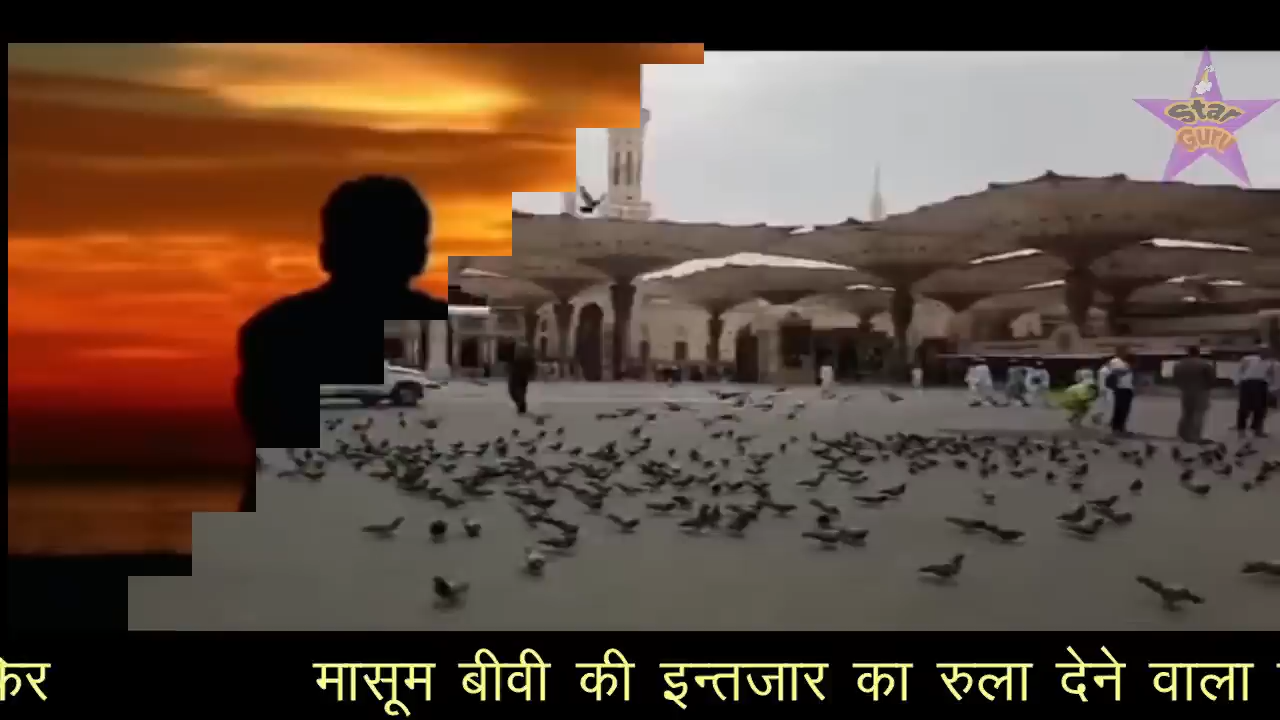 Star
Guru
फिर मासूम बीवी की इन्तजार का रुला देने वाला